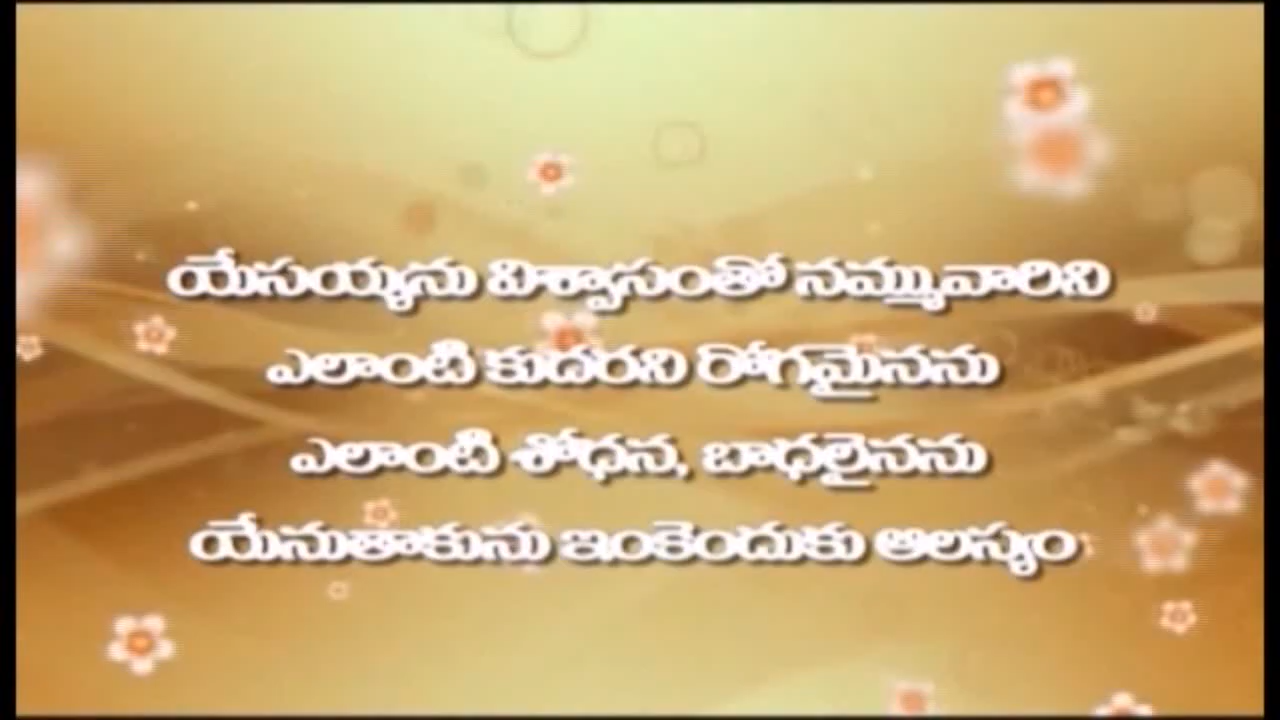 యేసయ్యను విశ్వాసంతో నమ్మువారిని
ఎలాంటి కుదరని రోగమైనను
ఎలాంటి శోధన, బాధలైనను
యేనుతాకును ఇంకెందుకు ఆలస్యం